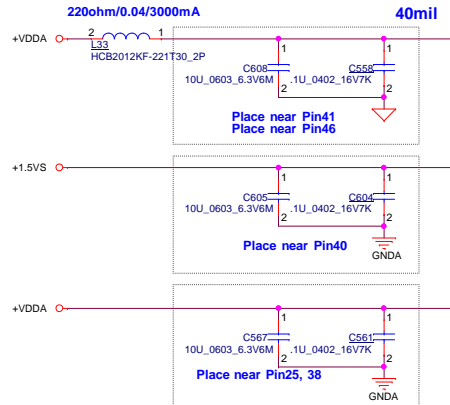 220ohm/0.04/3000mA
40mil
+VDDA
2 L33 1
HCB2012KF-221T30_2P
1 1
C608 C558
10U_0603_6.3V6M .1U_0402_16V7K
2 2
Place near Pin41
Place near Pin46
+1.5VS
1 1
C605 C604
10U_0603_6.3V6M .1U_0402_16V7K
2 2
Place near Pin40
GNDA
+VDDA
1 1
C567 C561
10U_0603_6.3V6M .1U_0402_16V7K
2 2
Place near Pin25, 38
GNDA